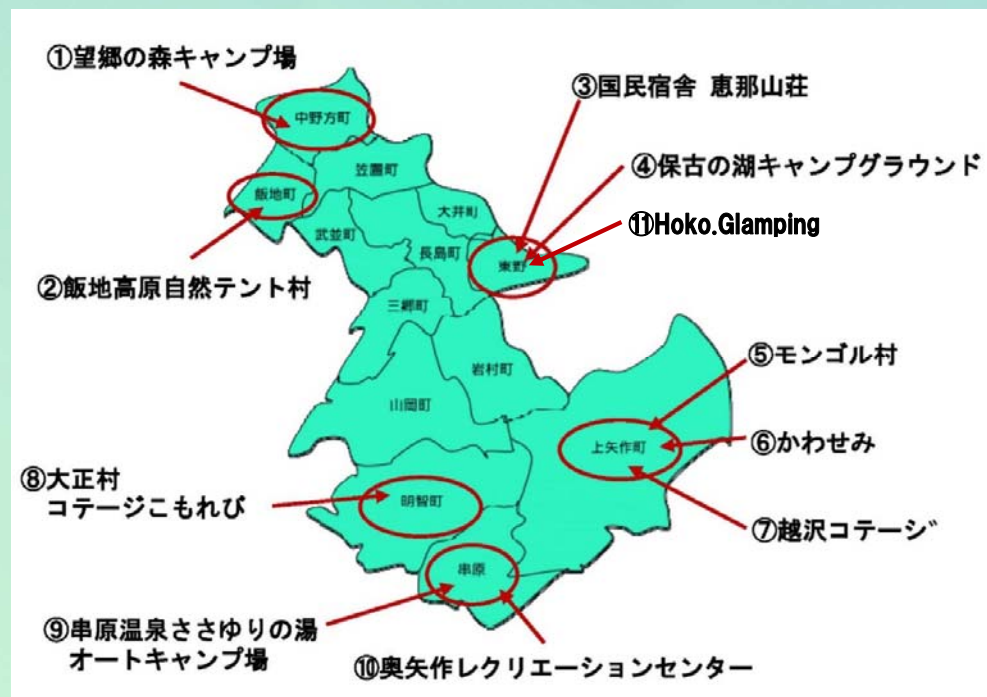 ①望郷の森キャンプ場
③国民宿舎 恵那山荘
中野方町
④保古の湖キャンプグラウンド
笠置町
飯地町
大井町
⑪Hoko.Glamping
武並町
長島町
東野
②飯地高原自然テント村
三郷町
⑤モンゴル村
岩村町
山岡町
⑥かわせみ
上矢作町
⑧大正村
コテージこもれび
明智町
⑦越沢コテージ
串原
⑨串原温泉ささゆりの湯
オートキャンプ場
⑩奥矢作レクリエーションセンター